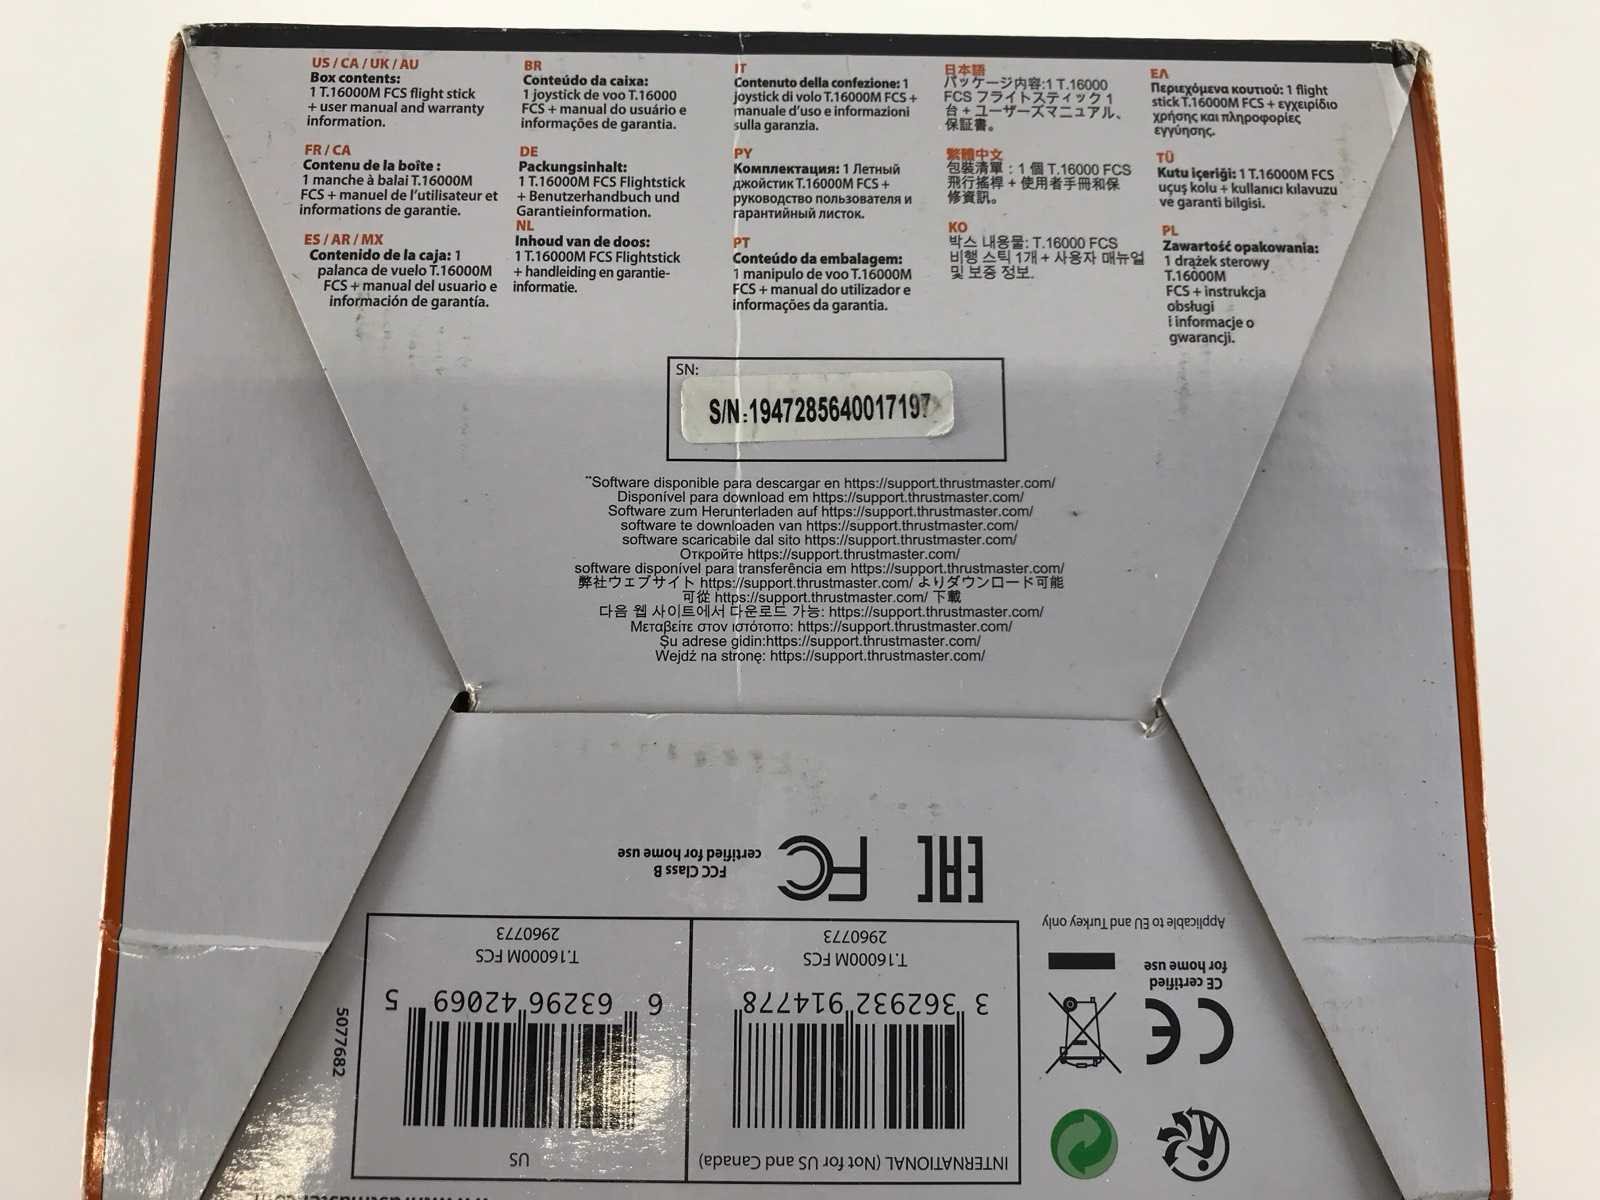 US / CA / UK / AU
Box contents:
1 T.16000M FCS flight stick
+ user manual and warranty
information.
FR / CA
Contenu de la boîte :
1 manche à balai T.16000M
FCS + manuel de l'utilisateur et
informations de garantie.
ES / AR / MX
Contenido de la caja: 1
palanca de vuelo T.16000M
FCS + manual del usuario e
información de garantía.
BR
Conteúdo da caixa:
1 joystick de voo T.16000
FCS + manual do usuário e
informações de garantia.
DE
Packungsinhalt:
1 T.16000M FCS Flightstick
+ Benutzerhandbuch und
Garantieinformation.
NL
Inhoud van de doos:
1 T.16000M FCS Flightstick
+ handleiding en garantie-
informatie.
IT
Contenuto della confezione: 1
joystick di volo T.16000M FCS +
manuale d'uso e informazioni
sulla garanzia.
РУ
Комплектация: 1 Летный
джойстик T.16000M FCS +
руководство пользователя и
гарантийный листок.
PT
Conteúdo da embalagem:
1 manipulo de voo T.16000M
FCS + manual do utilizador e
informações da garantia.
日本語
パッケージ内容:1 T.16000
FCS フライトスティック 1
台 + ユーザーズマニュアル、
保証書。
繁體中文
包裝清單：1 個 T.16000 FCS
飛行搖桿 + 使用者手冊和保
修資訊。
KO
박스 내용물: T.16000 FCS
비행 스틱 1개 + 사용자 매뉴얼
및 보증 정보.
ΕΛ
Περιεχόμενα κουτιού: 1 flight
stick T.16000M FCS + εγχειρίδιο
χρήσης και πληροφορίες
εγγύησης.
TÜ
Kutu içeriği: 1 T.16000M FCS
uçuş kolu + kullanıcı kılavuzu
ve garanti bilgisi.
PL
Zawartość opakowania:
1 drążek sterowy
T.16000M
FCS + instrukcja
obsługi
i informacje o
gwarancji.
SN:
S/N:1947285640017197
**Software disponible para descargar en https://support.thrustmaster.com/
Disponível para download em https://support.thrustmaster.com/
Software zum Herunterladen auf https://support.thrustmaster.com/
software te downloaden van https://support.thrustmaster.com/
software scaricabile dal sito https://support.thrustmaster.com/
Откройте https://support.thrustmaster.com/
software disponível para transferência em https://support.thrustmaster.com/
弊社ウェブサイト https://support.thrustmaster.com/ よりダウンロード可能
可從 https://support.thrustmaster.com/ 下載
다음 웹 사이트에서 다운로드 가능: https://support.thrustmaster.com/
Μεταβείτε στον ιστότοπο: https://support.thrustmaster.com/
Şu adrese gidin:https://support.thrustmaster.com/
Wejdź na stronę: https://support.thrustmaster.com/
INTERNATIONAL (Not for US and Canada)
3 362932 914778
T.16000M FCS
2960773
US
6 63296 42069 5
T.16000M FCS
2960773
5077682
CE
CE certified
for home use
Applicable to EU and Turkey only
EAC
FC
FCC Class B
certified for home use